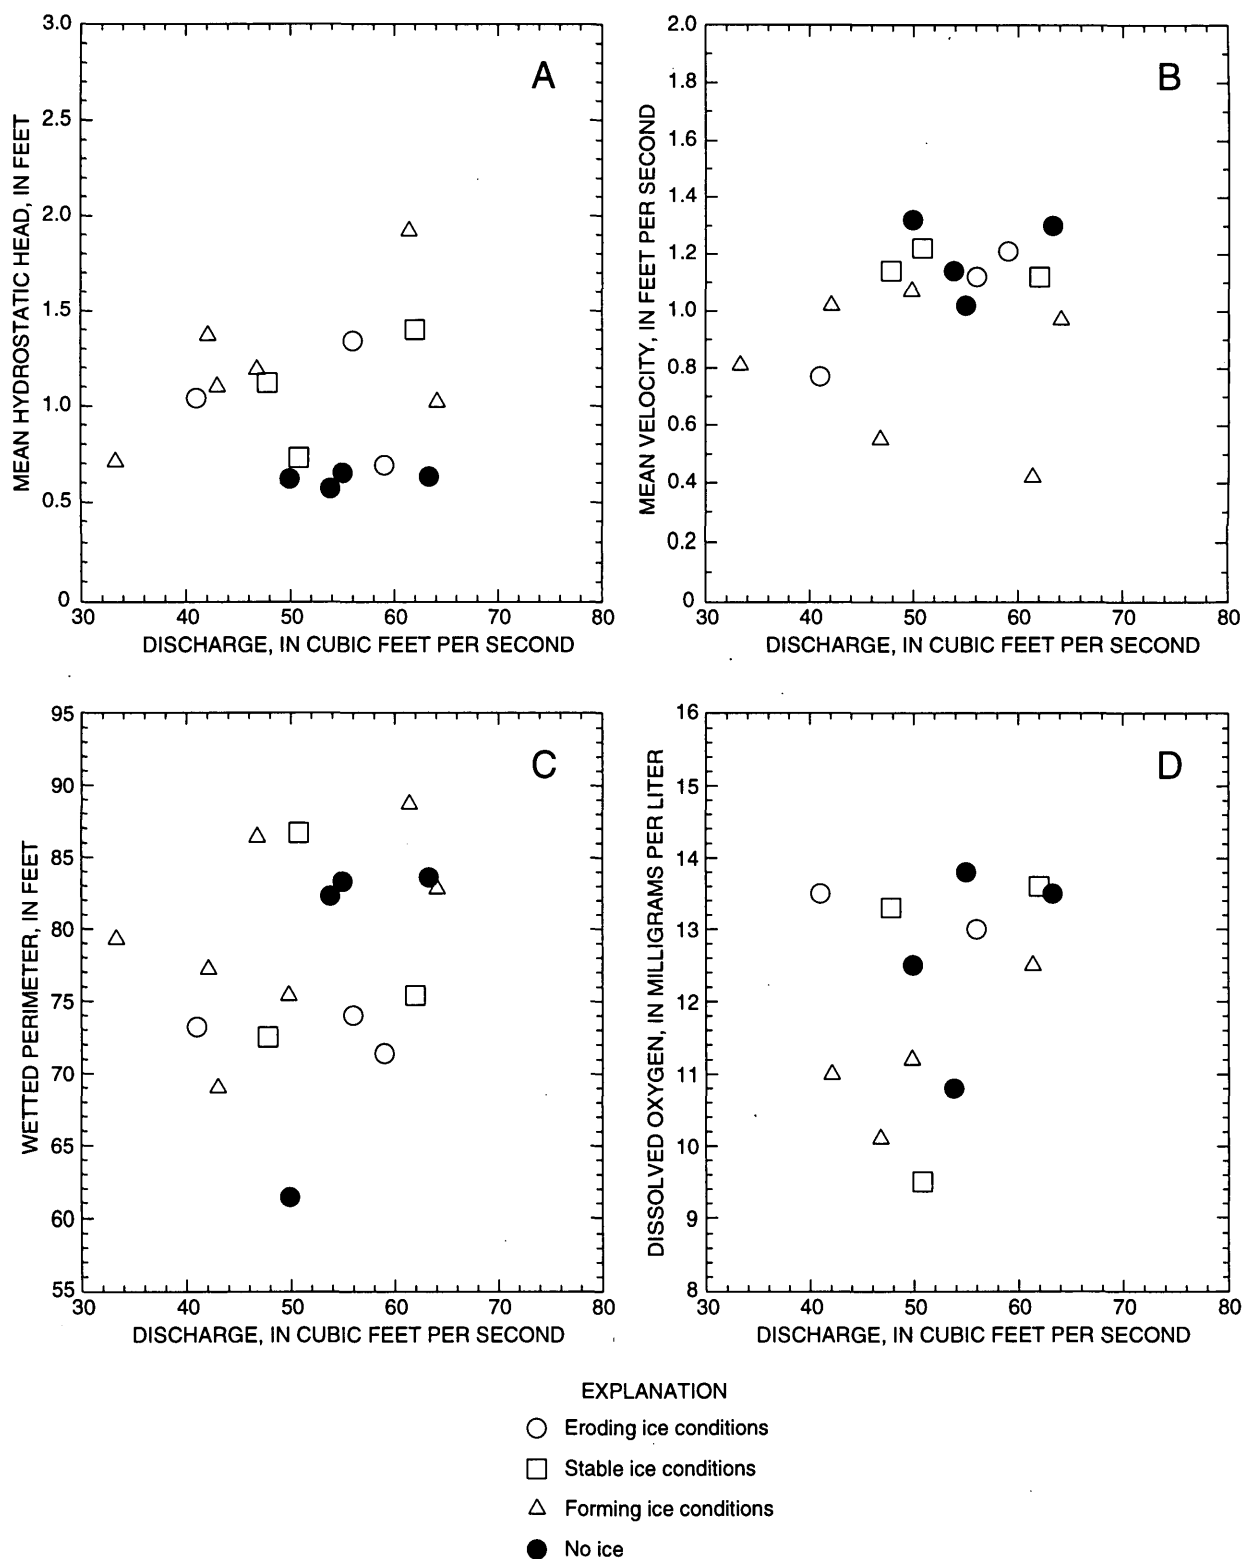 MEAN HYDROSTATIC HEAD, IN FEET
3.0
2.5
2.0
1.5
1.0
0.5
0
A
30 40 50 60 70 80
DISCHARGE, IN CUBIC FEET PER SECOND
MEAN VELOCITY, IN FEET PER SECOND
2.0
1.8
1.6
1.4
1.2
1.0
0.8
0.6
0.4
0.2
0
B
30 40 50 60 70 80
DISCHARGE, IN CUBIC FEET PER SECOND
WETTED PERIMETER, IN FEET
95
90
85
80
75
70
65
60
55
C
30 40 50 60 70 80
DISCHARGE, IN CUBIC FEET PER SECOND
DISSOLVED OXYGEN, IN MILLIGRAMS PER LITER
16
15
14
13
12
11
10
9
8
D
30 40 50 60 70 80
DISCHARGE, IN CUBIC FEET PER SECOND
EXPLANATION
Eroding ice conditions
Stable ice conditions
Forming ice conditions
No ice